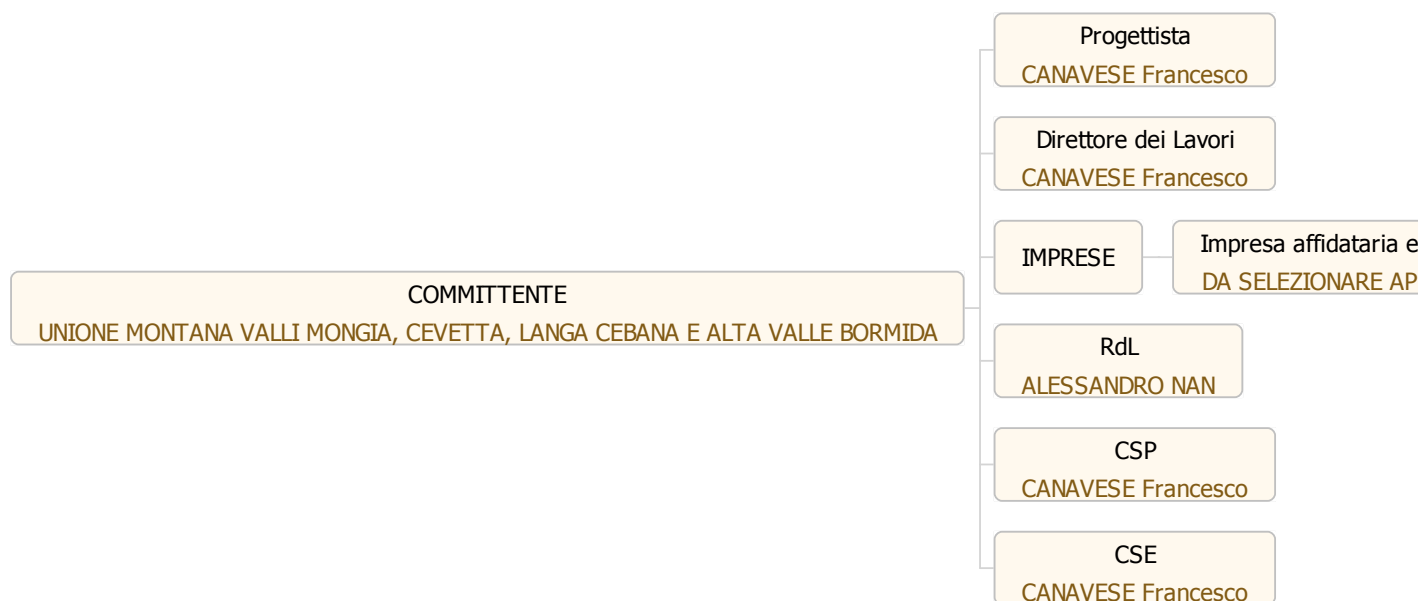 Progettista
CANAVESE Francesco
Direttore dei Lavori
CANAVESE Francesco
IMPRESE
Impresa affidataria e
DA SELEZIONARE AP
COMMITTENTE
UNIONE MONTANA VALLI MONGIA, CEVETTA, LANGA CEBANA E ALTA VALLE BORMIDA
RdL
ALESSANDRO NAN
CSP
CANAVESE Francesco
CSE
CANAVESE Francesco